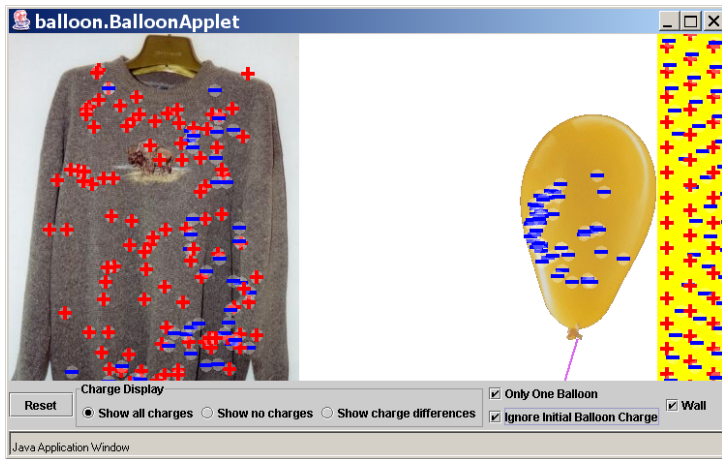 balloon.BalloonApplet
Charge Display
Reset
Show all charges
Show no charges
Show charge differences
Only One Balloon
Ignore Initial Balloon Charge
Wall
Java Application Window